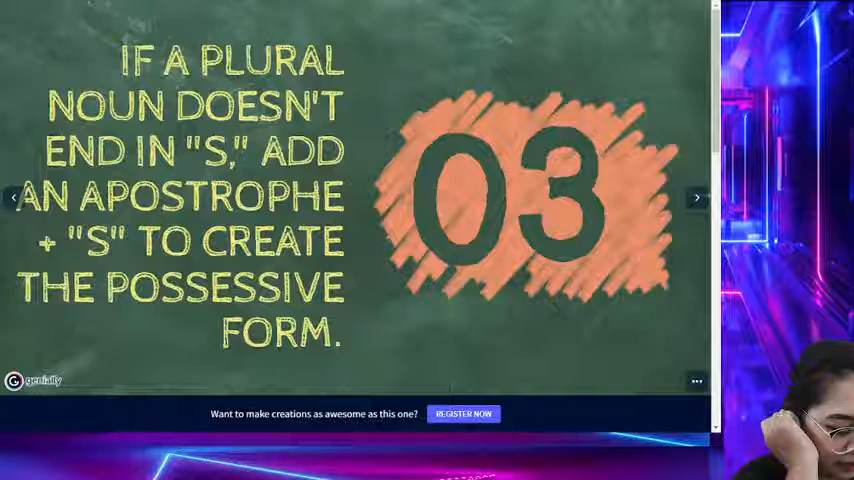 IF A PLURAL
NOUN DOESN'T
END IN "S," ADD
AN APOSTROPHE
+ "S" TO CREATE
THE POSSESSIVE
FORM.
03
genially
Want to make creations as awesome as this one?
REGISTER NOW